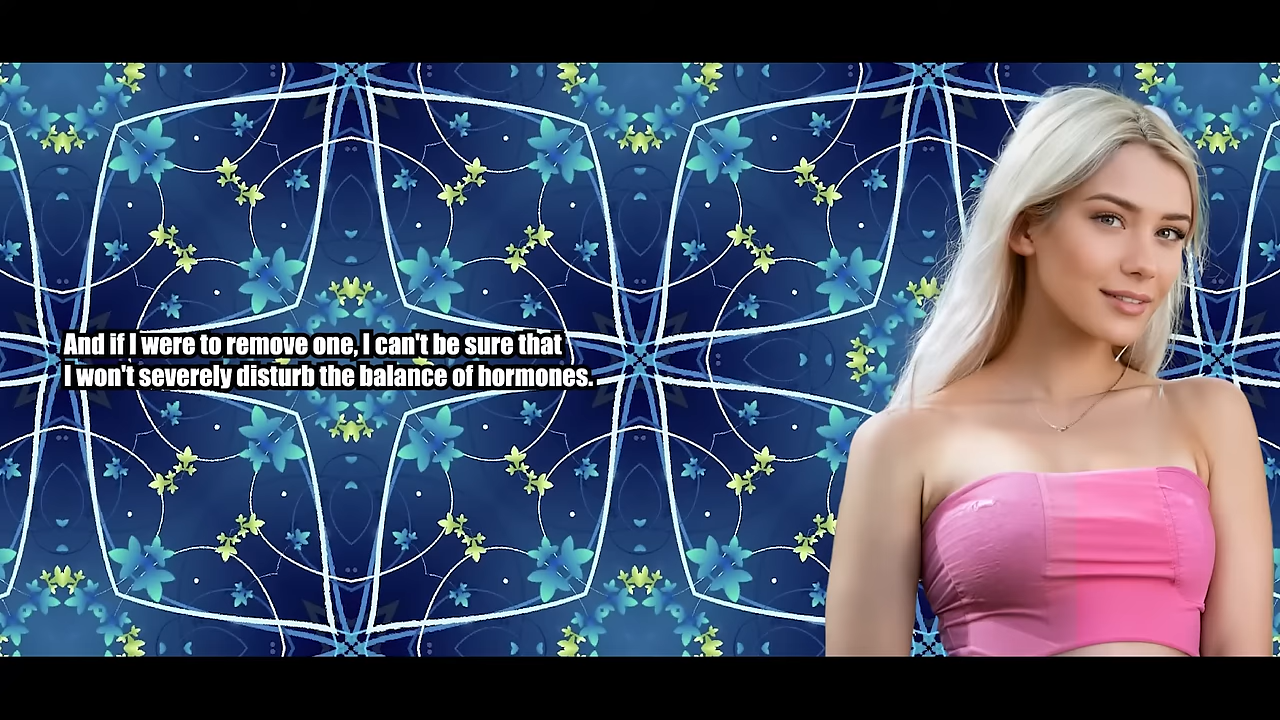 And if I were to remove one, I can't be sure that
I won't severely disturb the balance of hormones.